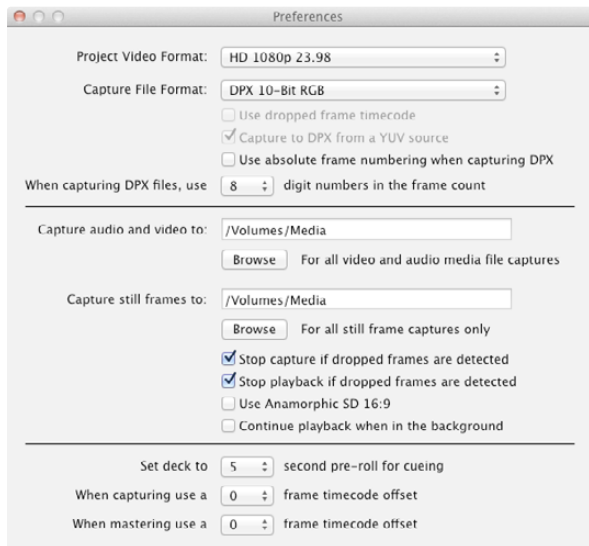 Preferences
Project Video Format: HD 1080p 23.98
Capture File Format: DPX 10-Bit RGB
Use dropped frame timecode
Capture to DPX from a YUV source
Use absolute frame numbering when capturing DPX
When capturing DPX files, use 8 digit numbers in the frame count
Capture audio and video to: /Volumes/Media
Browse For all video and audio media file captures
Capture still frames to: /Volumes/Media
Browse For all still frame captures only
Stop capture if dropped frames are detected
Stop playback if dropped frames are detected
Use Anamorphic SD 16:9
Continue playback when in the background
Set deck to 5 second pre-roll for cueing
When capturing use a 0 frame timecode offset
When mastering use a 0 frame timecode offset